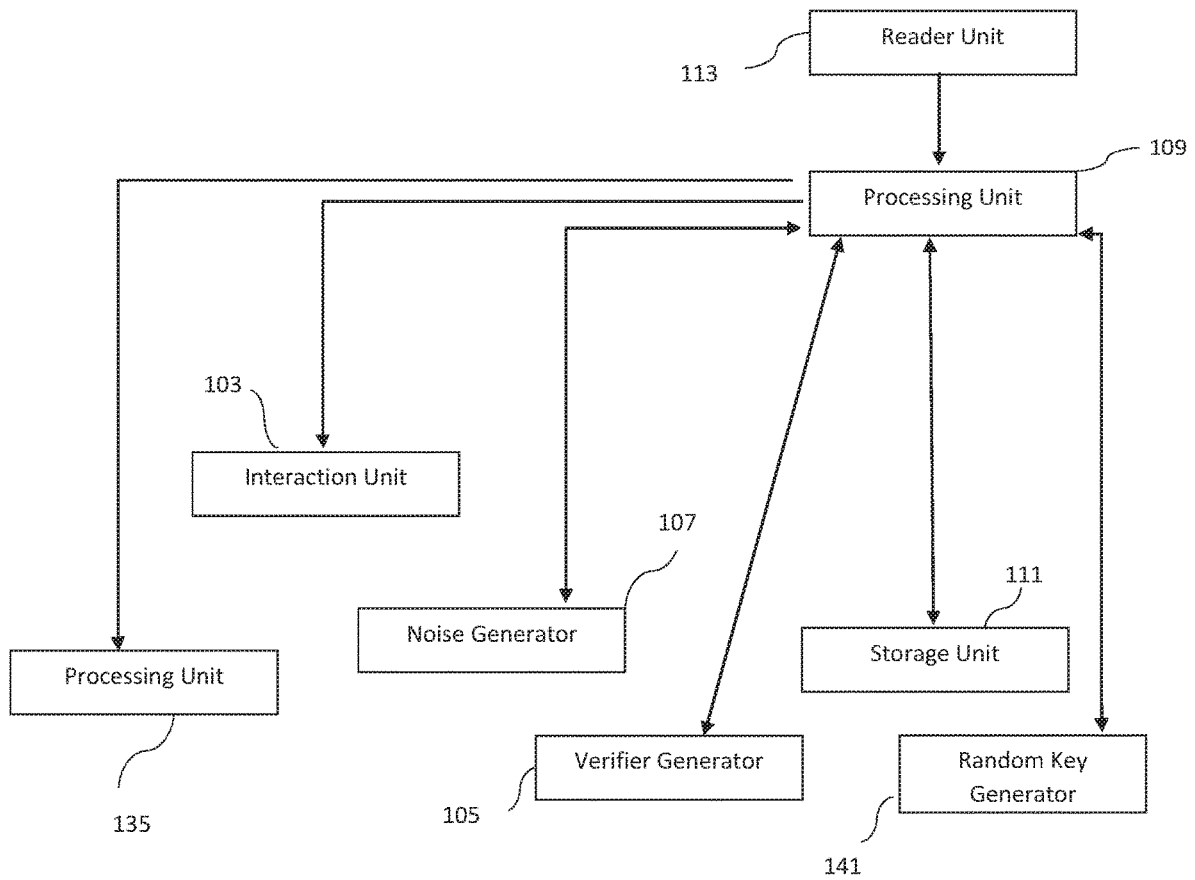 Reader Unit
113
109
Processing Unit
103
Interaction Unit
107
Noise Generator
111
Storage Unit
Processing Unit
135
Verifier Generator
105
Random Key
Generator
141